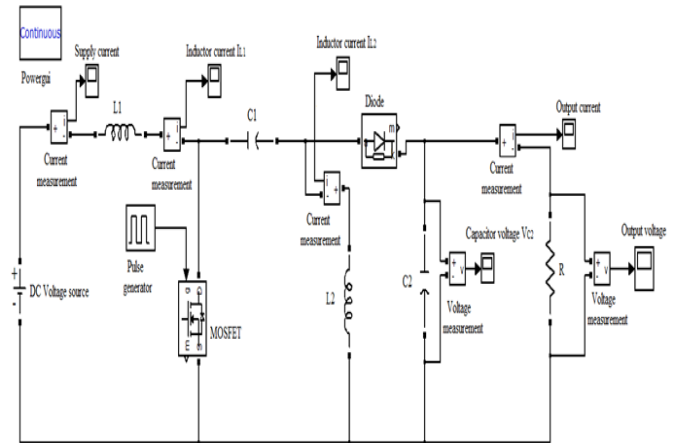 Continuous
Powergui
Supply current
Inductor current IL1
Inductor current IL2
L1
C1
Diode
m
Output current
i
+
-
i
+
-
i
+
-
i
+
-
Current
measurement
Current
measurement
Current
measurement
Current
measurement
Pulse
generator
+
-
DC Voltage source
MOSFET
L2
C2
Capacitor voltage VC2
+
-
v
Voltage
measurement
R
+
-
v
Voltage
measurement
Output voltage